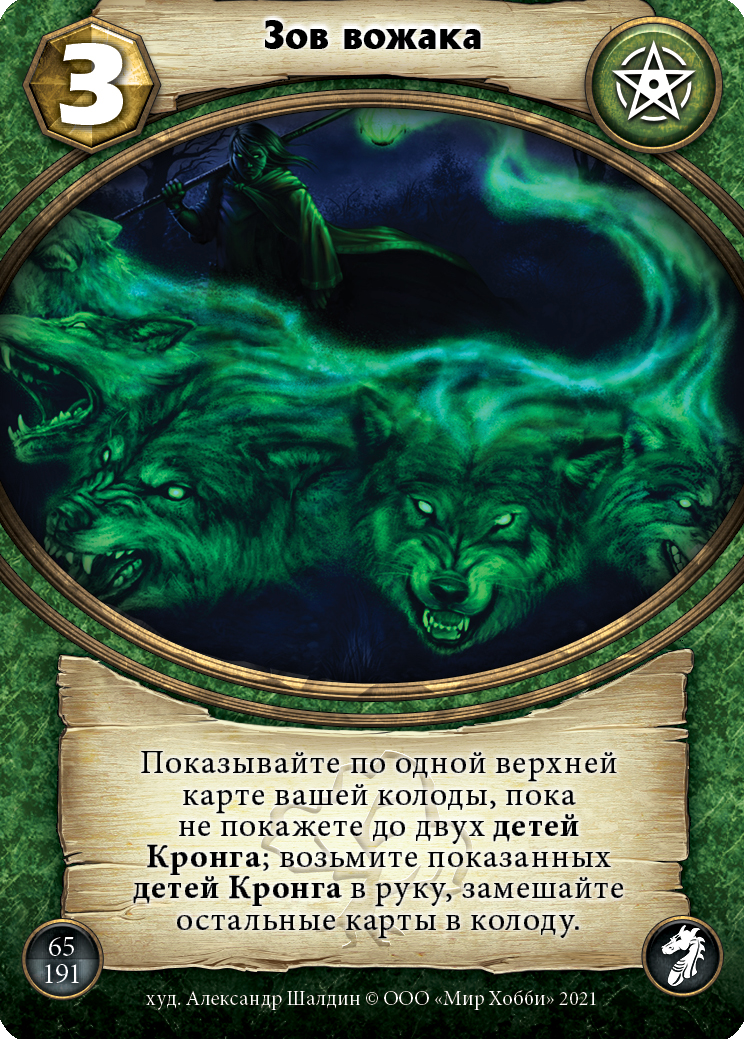 3
Зов вожака
Показывайте по одной верхней
карте вашей колоды, пока
не покажете до двух детей
Кронга; возьмите показанных
детей Кронга в руку, замешайте
остальные карты в колоду.
65
191
худ. Александр Шалдин © ООО «Мир Хобби» 2021